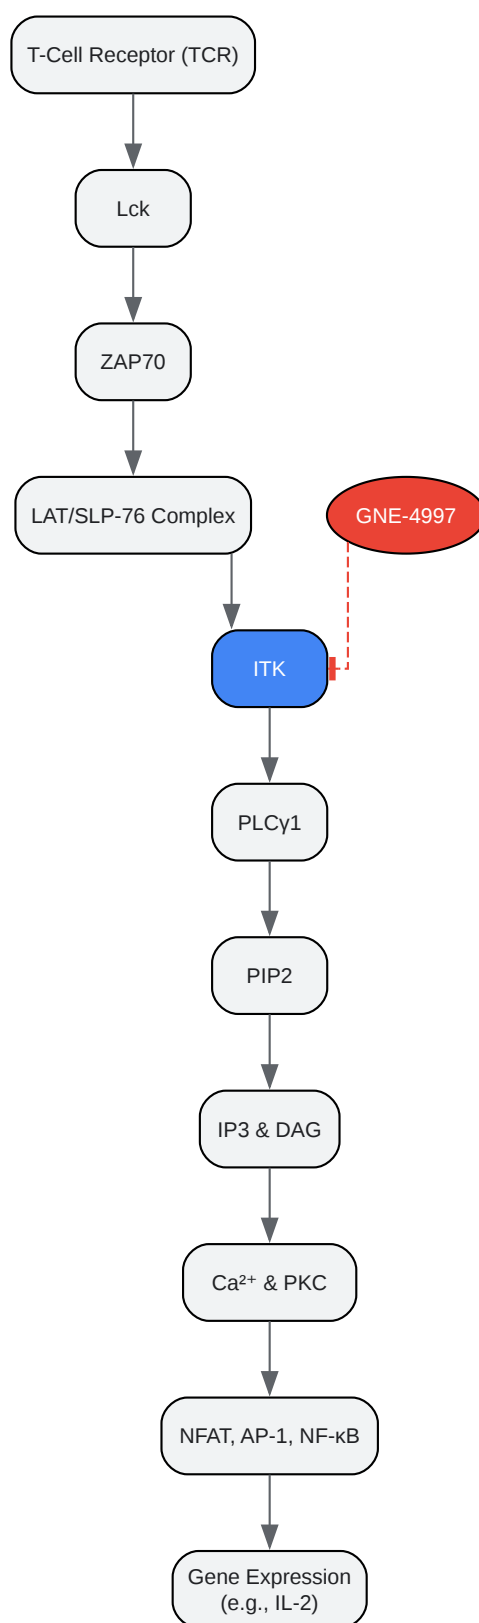 T-Cell Receptor (TCR)
Lck
ZAP70
LAT/SLP-76 Complex
GNE-4997
ITK
PLCγ1
PIP2
IP3 & DAG
Ca²⁺ & PKC
NFAT, AP-1, NF-κB
Gene Expression
(e.g., IL-2)